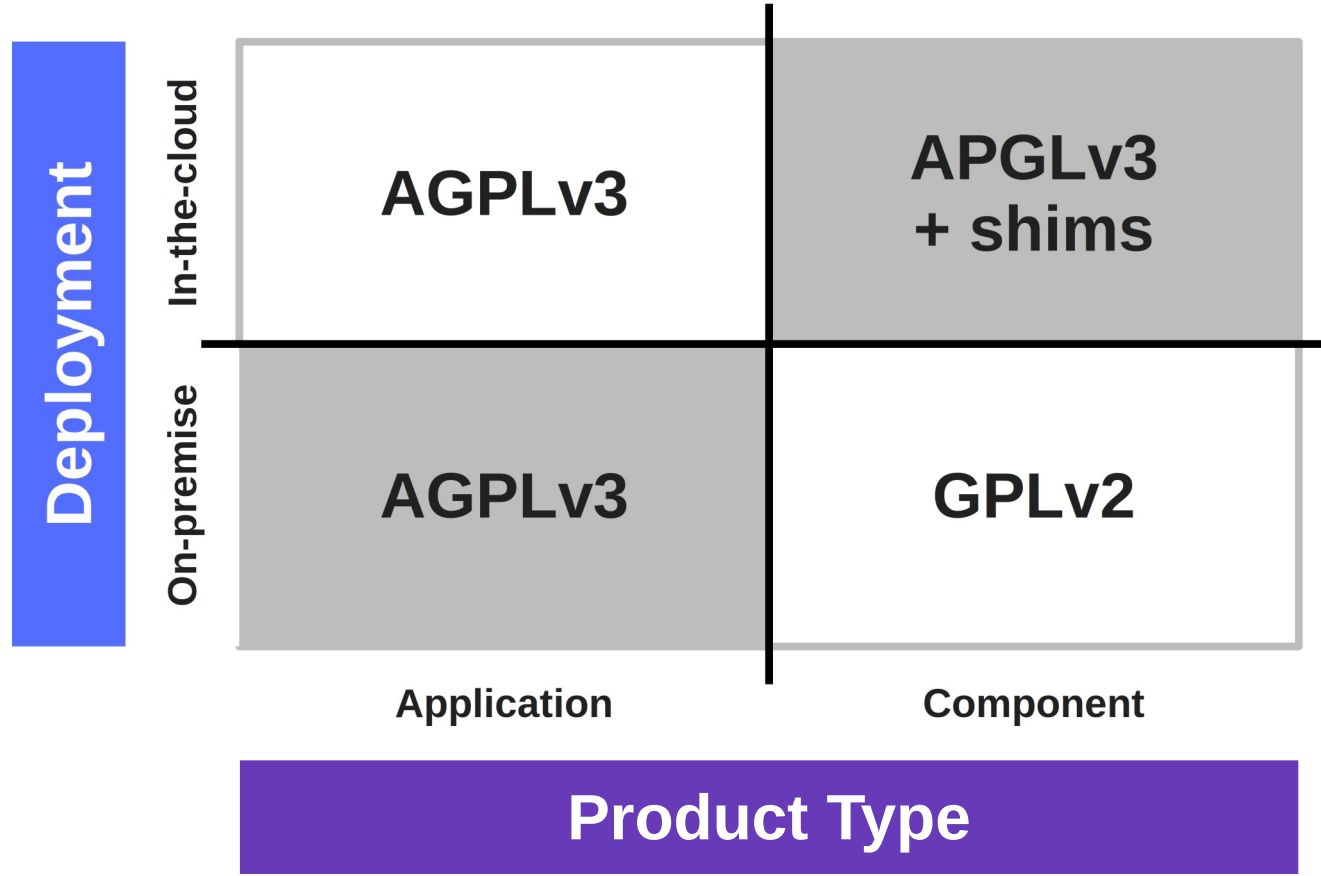 Deployment
In-the-cloud
AGPLv3
APGLv3
+ shims
On-premise
AGPLv3
GPLv2
Application
Component
Product Type